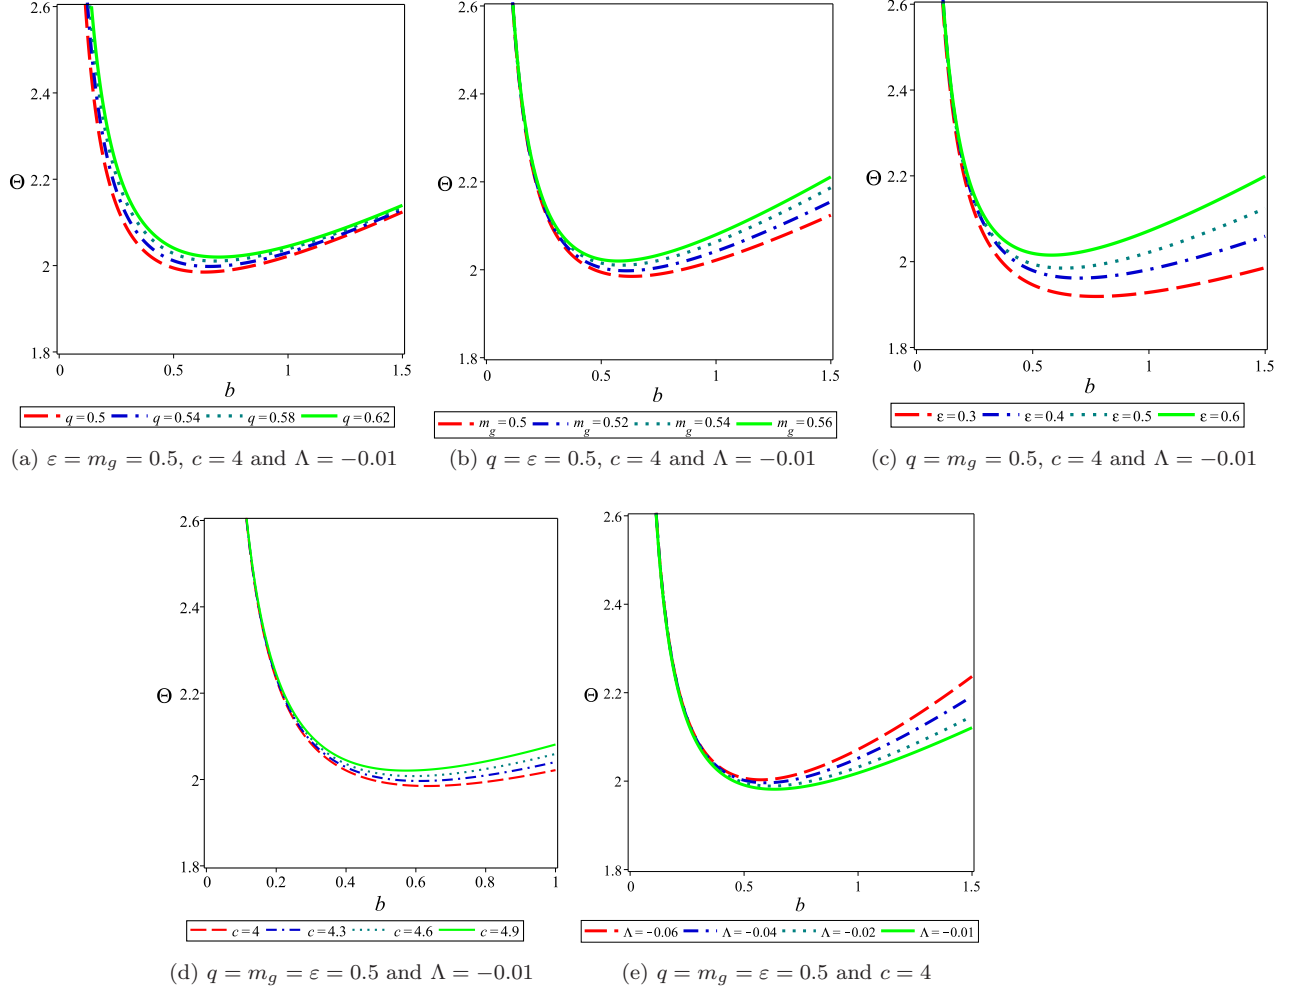 2.6
2.4
Θ 2.2
2
1.8
0 0.5 1 1.5
b
q = 0.5 q = 0.54 q = 0.58 q = 0.62
(a) ε = m_g = 0.5, c = 4 and Λ = −0.01
2.6
2.4
Θ 2.2
2
1.8
0 0.5 1 1.5
b
m_g = 0.5 m_g = 0.52 m_g = 0.54 m_g = 0.56
(b) q = ε = 0.5, c = 4 and Λ = −0.01
2.6
2.4
Θ 2.2
2
1.8
0 0.5 1 1.5
b
ε = 0.3 ε = 0.4 ε = 0.5 ε = 0.6
(c) q = m_g = 0.5, c = 4 and Λ = −0.01
2.6
2.4
Θ 2.2
2
1.8
0 0.2 0.4 0.6 0.8 1
b
c = 4 c = 4.3 c = 4.6 c = 4.9
(d) q = m_g = ε = 0.5 and Λ = −0.01
2.6
2.4
Θ 2.2
2
1.8
0 0.5 1 1.5
b
Λ = −0.06 Λ = −0.04 Λ = −0.02 Λ = −0.01
(e) q = m_g = ε = 0.5 and c = 4